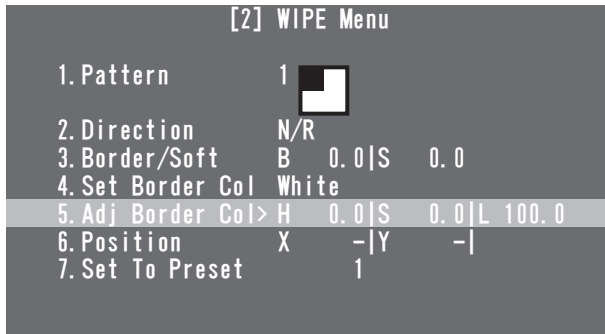 [2] WIPE Menu
1.Pattern 1
2.Direction N/R
3.Border/Soft B 0.0|S 0.0
4.Set Border Col White
5.Adj Border Col> H 0.0|S 0.0|L 100.0
6.Position X -|Y -|
7.Set To Preset 1